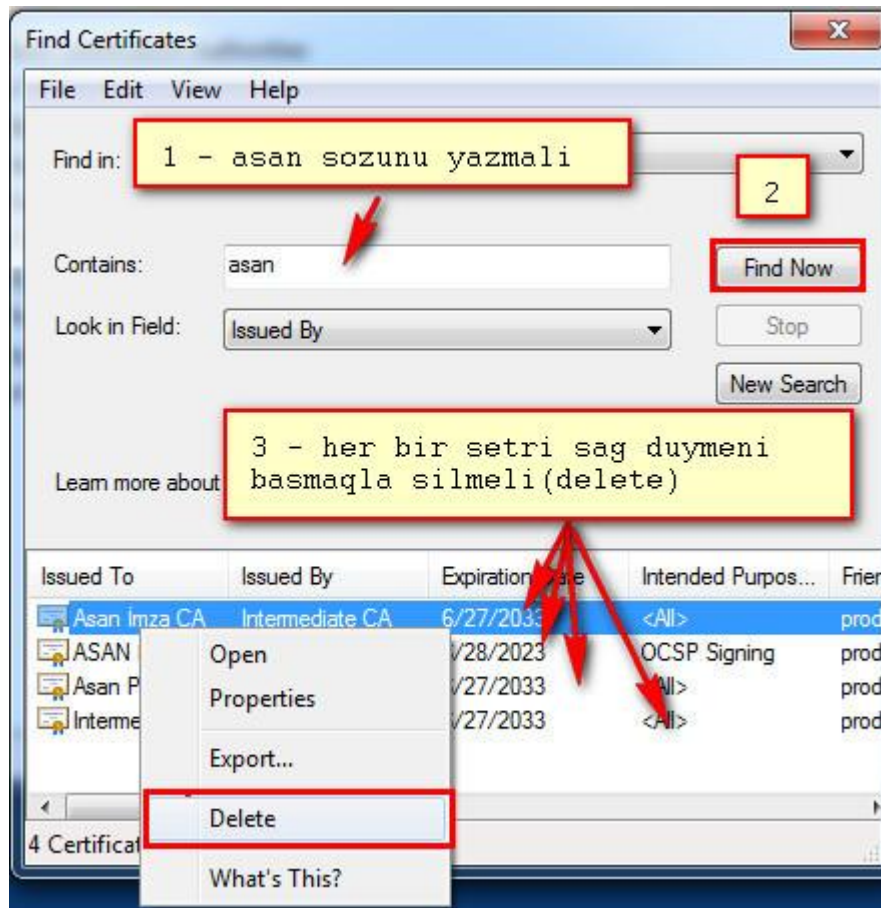 Find Certificates
File Edit View Help
Find in:
1 - asan sozunu yazmali
2
Contains: asan
Find Now
Look in Field: Issued By
Stop
New Search
3 - her bir setri sag duymeni
basmaqla silmeli(delete)
Learn more about
Issued To Issued By Expiration Intended Purpos... Frien
Asan İmza CA Intermediate CA 6/27/2033 <All> prod
ASAN /28/2023 OCSP Signing prod
Asan P /27/2033 <All> prod
Interme /27/2033 <All> prod
Open
Properties
Export...
Delete
4 Certificat
What's This?